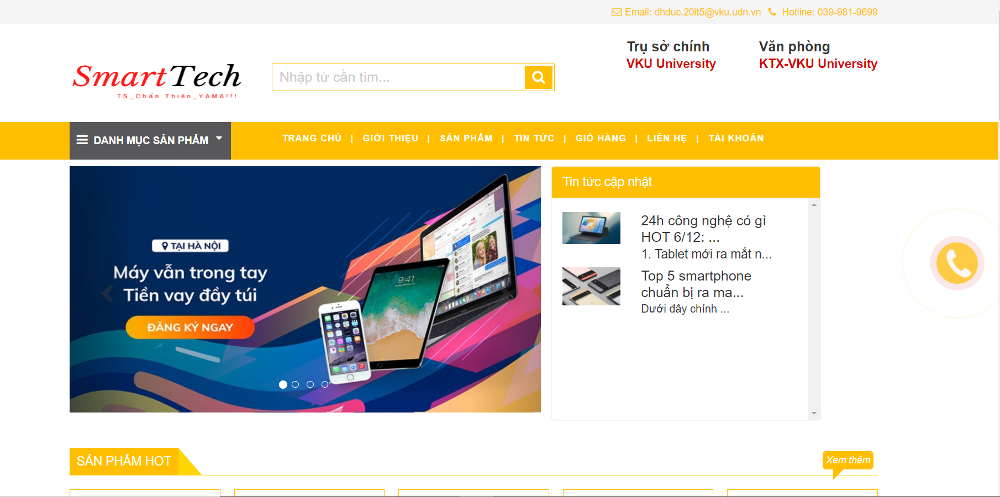 Email: dhduc.20it5@vku.udn.vn Hotline: 039-981-9699
Trụ sở chính
VKU University
Văn phòng
KTX-VKU University
Smart Tech
TS_Chấn Thiên_YAMA!!!
Nhập từ cần tìm...
DANH MỤC SẢN PHẨM
TRANG CHỦ | GIỚI THIỆU | SẢN PHẨM | TIN TỨC | GIỎ HÀNG | LIÊN HỆ | TÀI KHOẢN
TẠI HÀ NỘI
Máy vẫn trong tay
Tiền vay đầy túi
ĐĂNG KÝ NGAY
9:41
Tin tức cập nhật
24h công nghệ có gì
HOT 6/12: ...
1. Tablet mới ra mắt n...
Top 5 smartphone
chuẩn bị ra ma...
Dưới đây chính ...
SẢN PHẨM HOT
Xem thêm